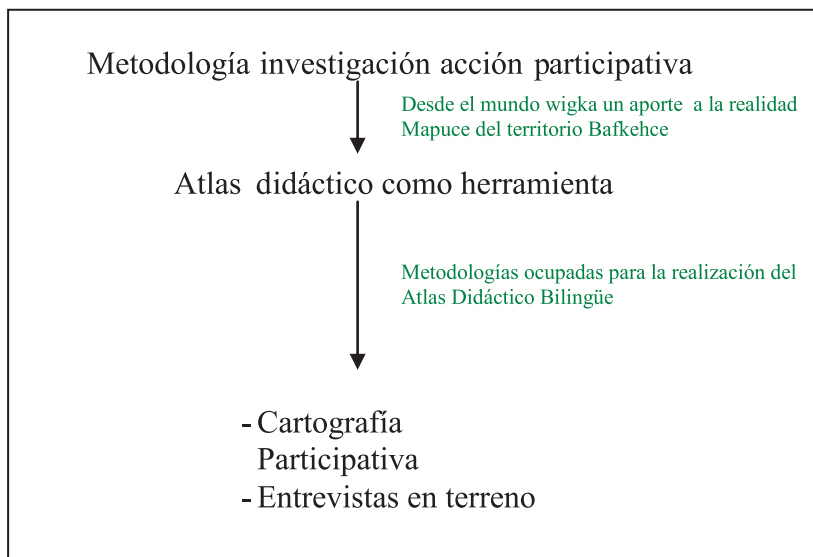 Metodología investigación acción participativa
Desde el mundo wigka un aporte a la realidad
Mapuce del territorio Bafkehce
Atlas didáctico como herramienta
Metodologías ocupadas para la realización del
Atlas Didáctico Bilingüe
- Cartografía
Participativa
- Entrevistas en terreno